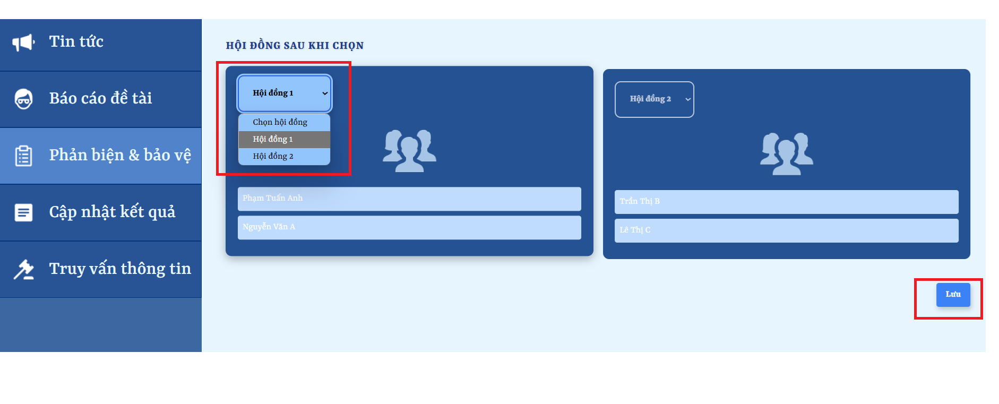 Tin tức
Báo cáo đề tài
Phản biện & bảo vệ
Cập nhật kết quả
Truy vấn thông tin
HỘI ĐỒNG SAU KHI CHỌN
Hội đồng 1
Chọn hội đồng
Hội đồng 1
Hội đồng 2
Phạm Tuấn Anh
Nguyễn Văn A
Hội đồng 2
Trần Thị B
Lê Thị C
Lưu